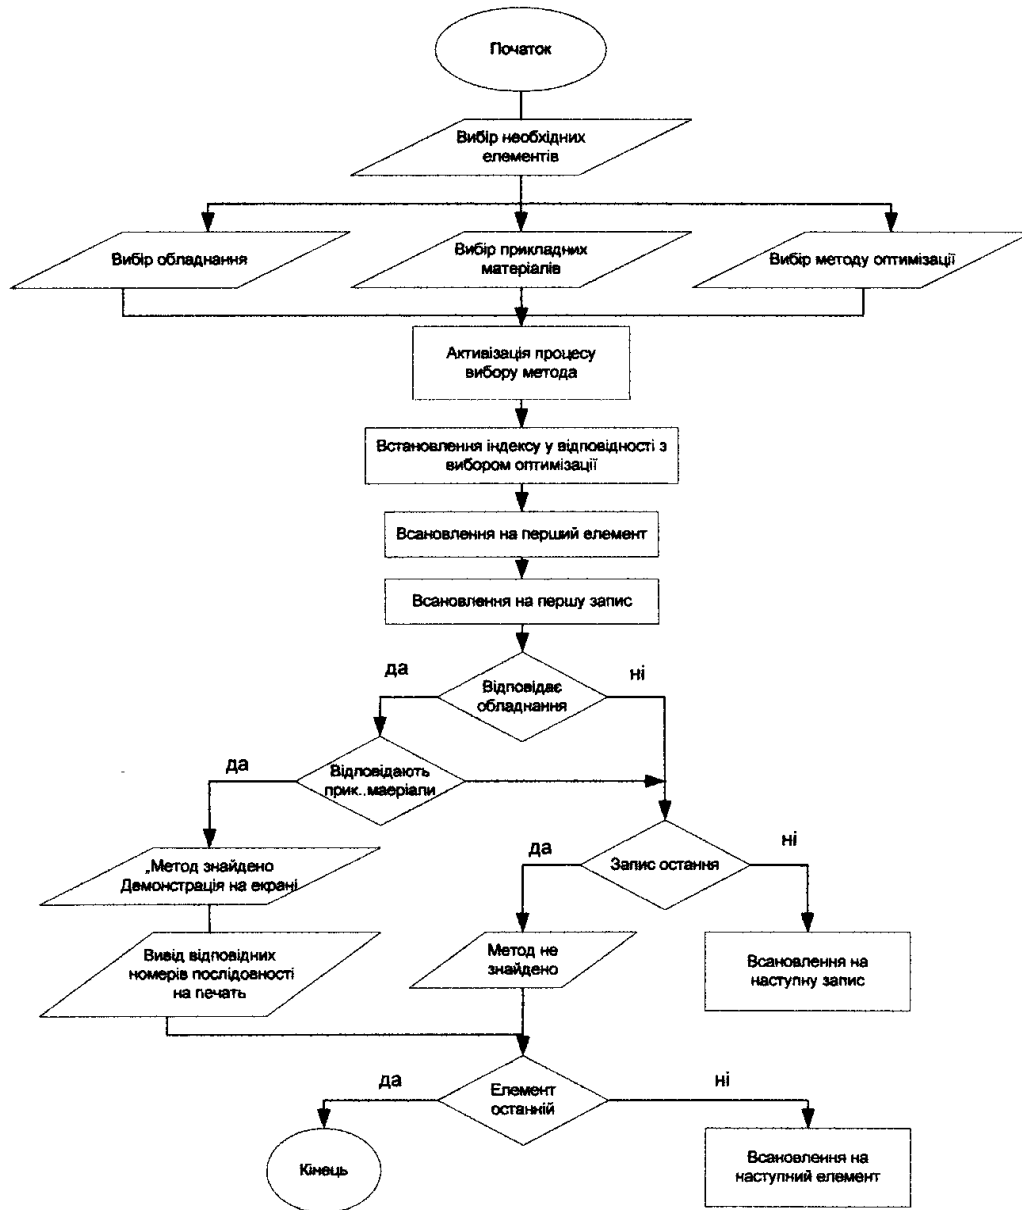 Початок
Вибір необхідних
елементів
Вибір обладнання
Вибір прикладних
матеріалів
Вибір методу оптимізації
Активізація процесу
вибору метода
Встановлення індексу у відповідності з
вибором оптимізації
Всановлення на перший елемент
Всановлення на першу запис
да
ні
Відповідає
обладнання
да
Відповідають
прик..маеріали
да
ні
Запис остання
„Метод знайдено
Демонстрація на екрані
Вивід відповідних
номерів послідовності
на печать
Метод не
знайдено
Всановлення на
наступну запис
да
ні
Елемент
останній
Кінець
Всановлення на
наступний елемент